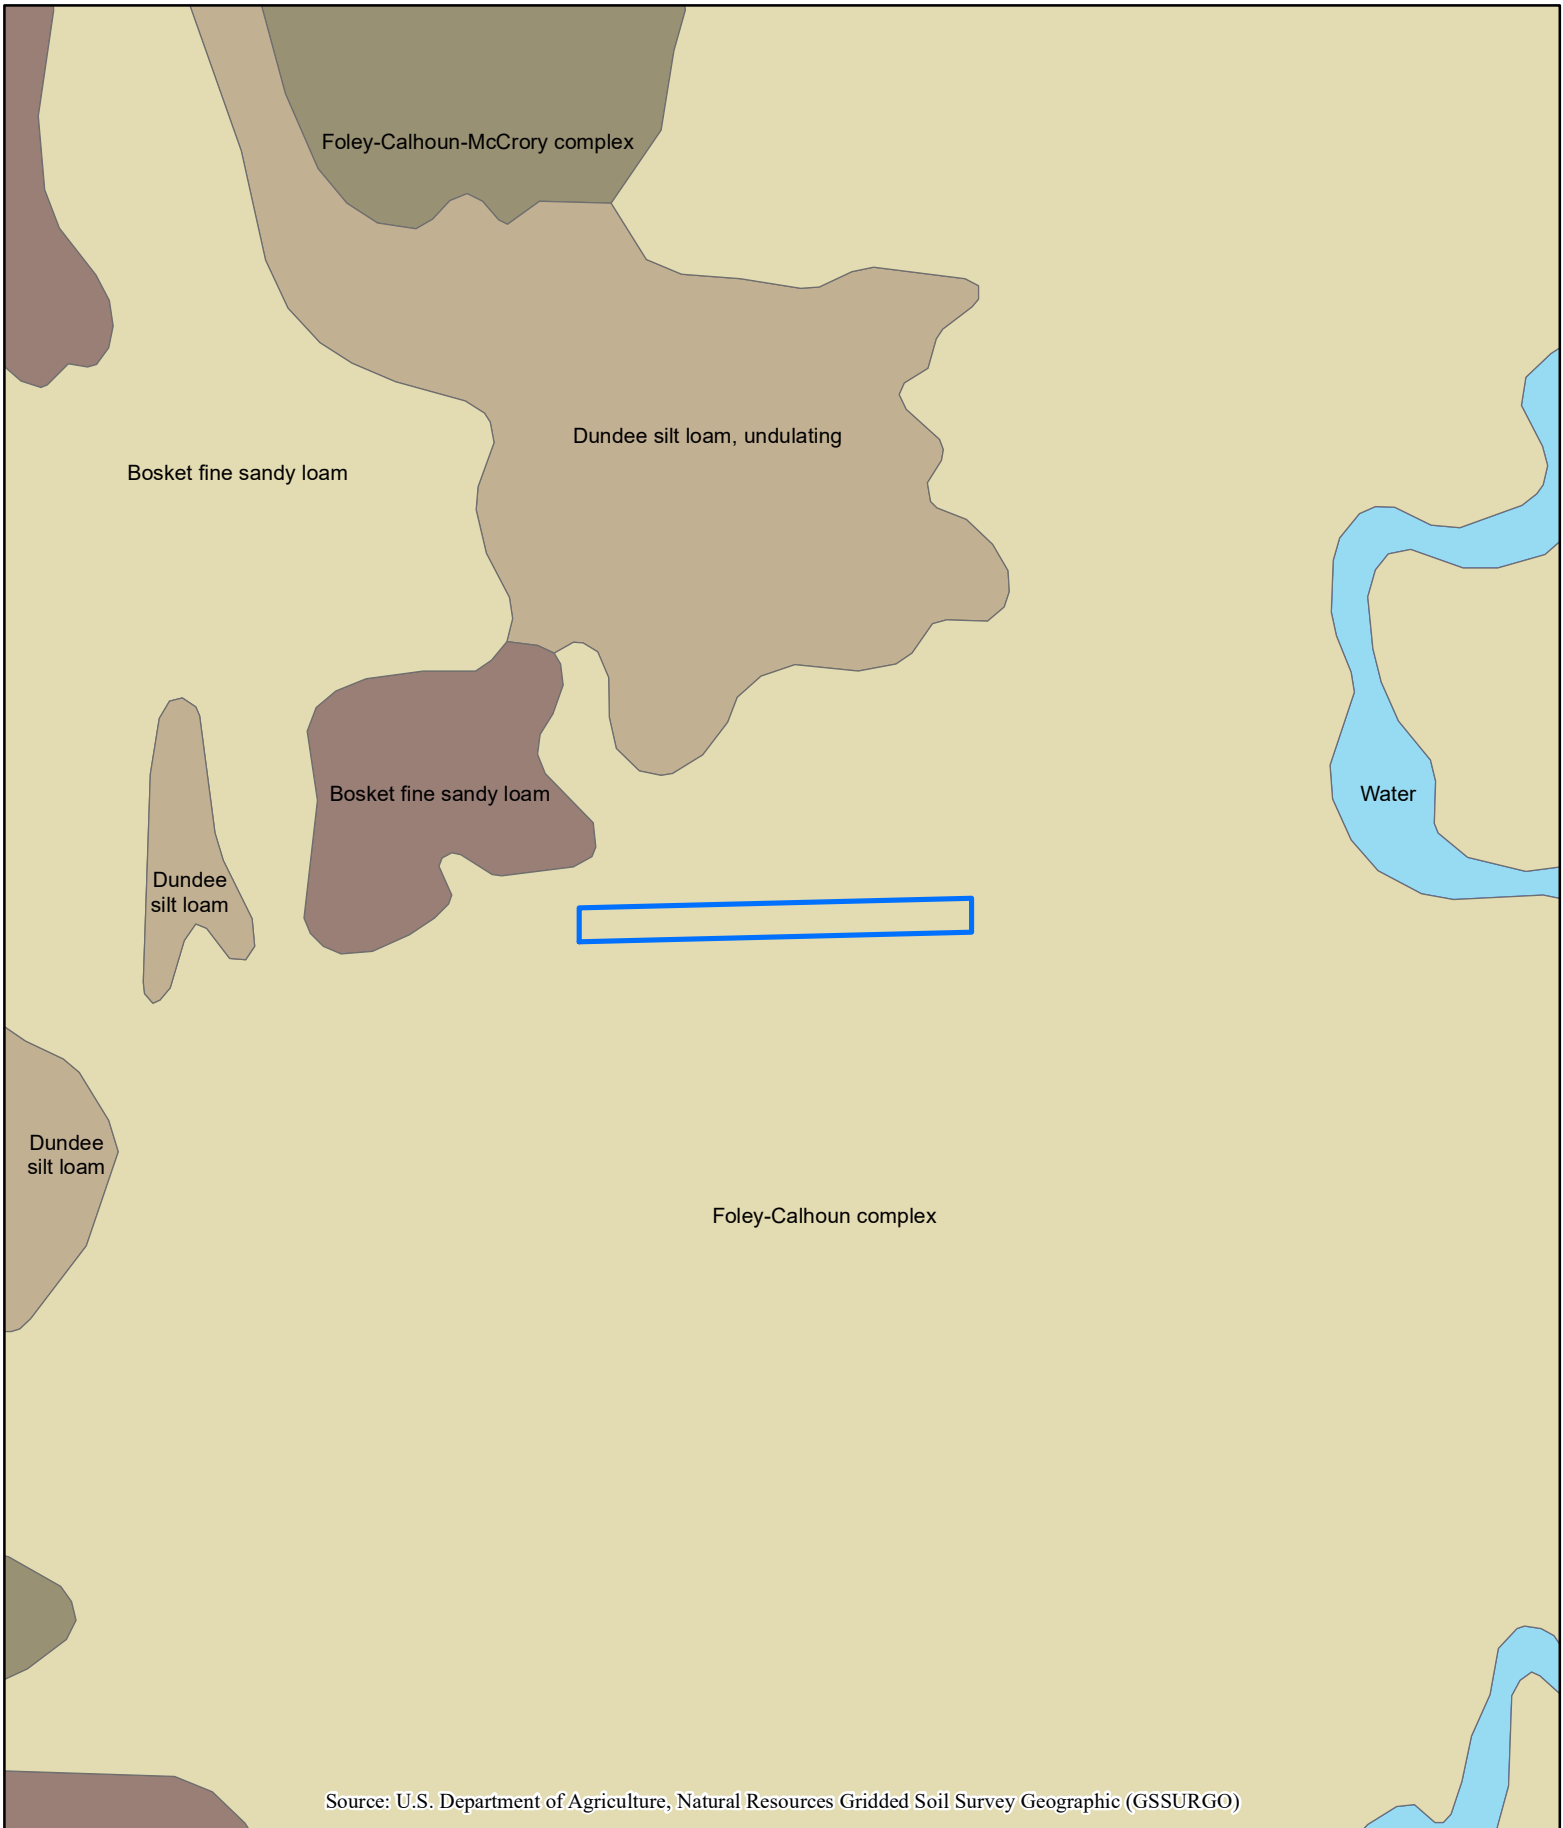 Foley-Calhoun-McCrory complex
Dundee silt loam, undulating
Bosket fine sandy loam
Bosket fine sandy loam
Water
Dundee
silt loam
Dundee
silt loam
Foley-Calhoun complex
Source: U.S. Department of Agriculture, Natural Resources Gridded Soil Survey Geographic (GSSURGO)